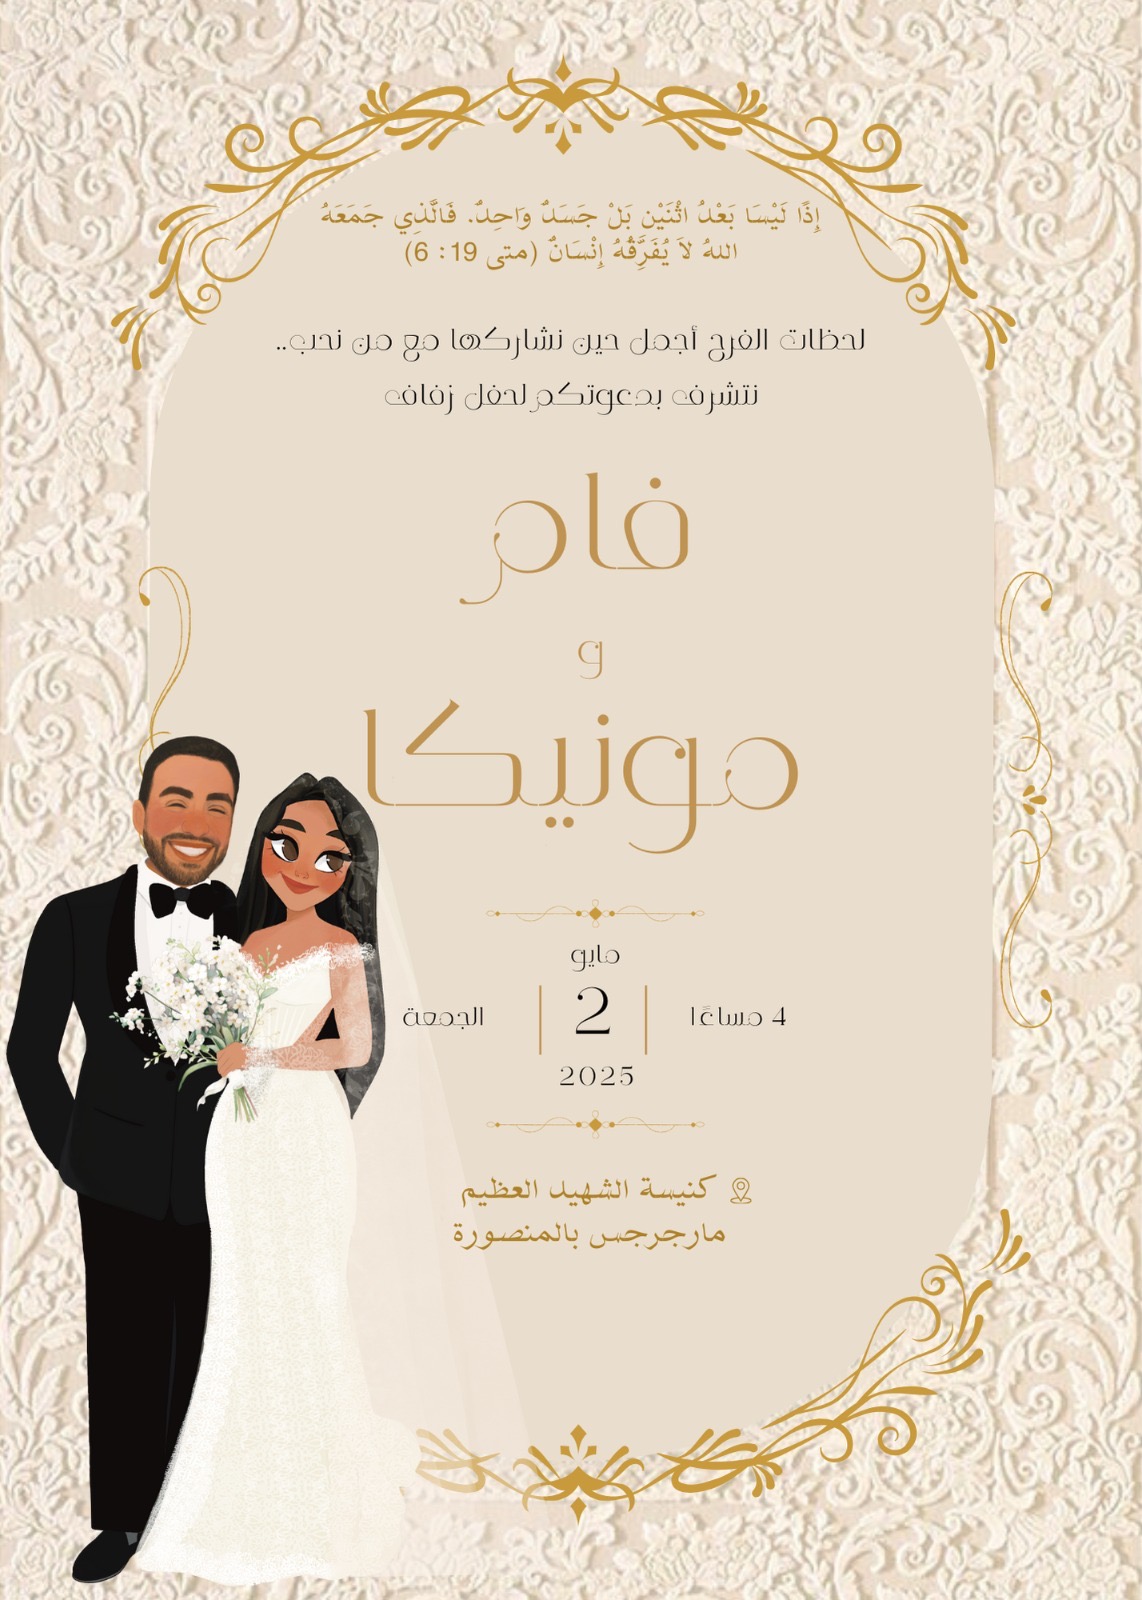 إِذًا لَيْسَا بَعْدُ اثْنَيْنِ بَلْ جَسَدٌ وَاحِدٌ. فَالَّذِي جَمَعَهُ
اللهُ لاَ يُفَرِّقُهُ إِنْسَانٌ (متى 19: 6)
لحظات الفرح أجمل حين نشاركها مع من نحب..
نتشرف بدعوتكم لحفل زفاف
فام
و
مونيكا
مايو
4 مساءًا | 2 | الجمعة
2025
كنيسة الشهيد العظيم
مارجرجس بالمنصورة